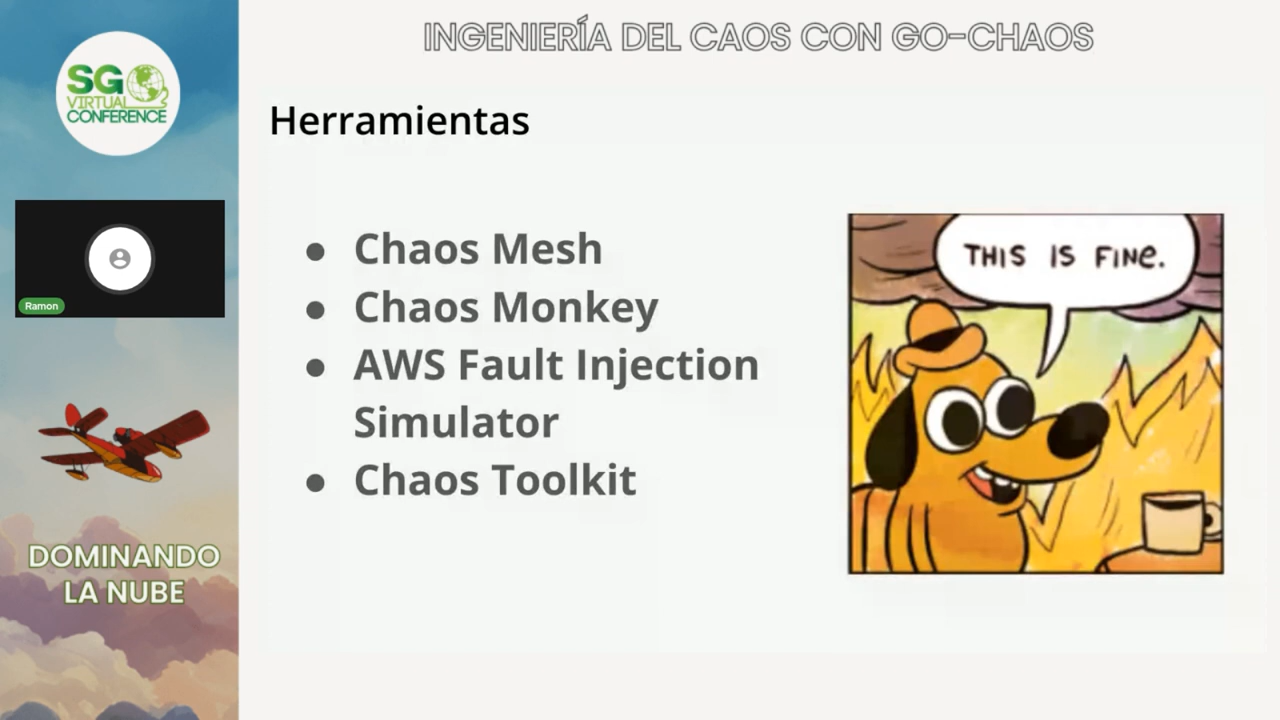 INGENIERÍA DEL CAOS CON GO-CHAOS
SG
VIRTUAL
CONFERENCE
Ramon
DOMINANDO
LA NUBE
Herramientas
● Chaos Mesh
● Chaos Monkey
● AWS Fault Injection
Simulator
● Chaos Toolkit
THIS IS FINE.